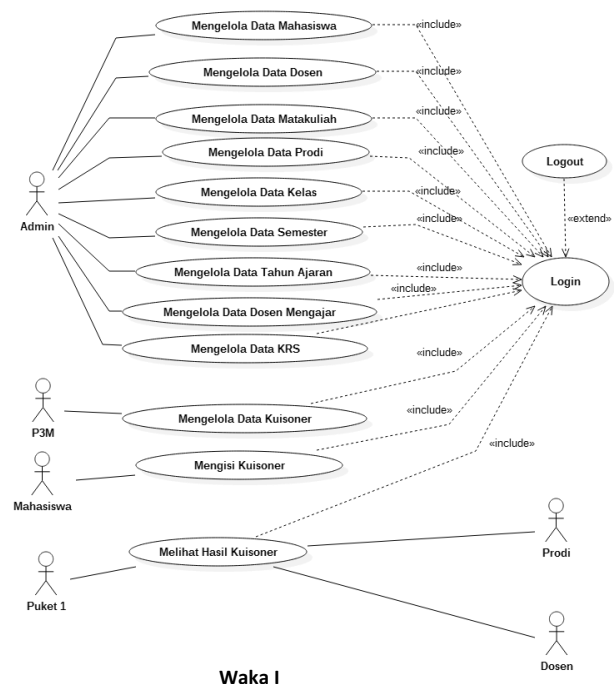 Mengelola Data Mahasiswa
«include»
Mengelola Data Dosen
«include»
Mengelola Data Matakuliah
«include»
Mengelola Data Prodi
«include»
Logout
Mengelola Data Kelas
«include»
Admin
«extend»
Mengelola Data Semester
«include»
Mengelola Data Tahun Ajaran
«include»
Login
Mengelola Data Dosen Mengajar
«include»
Mengelola Data KRS
«include»
P3M
Mengelola Data Kuisoner
«include»
Mahasiswa
Mengisi Kuisoner
«include»
Puket 1
Melihat Hasil Kuisoner
Prodi
Dosen
Waka I